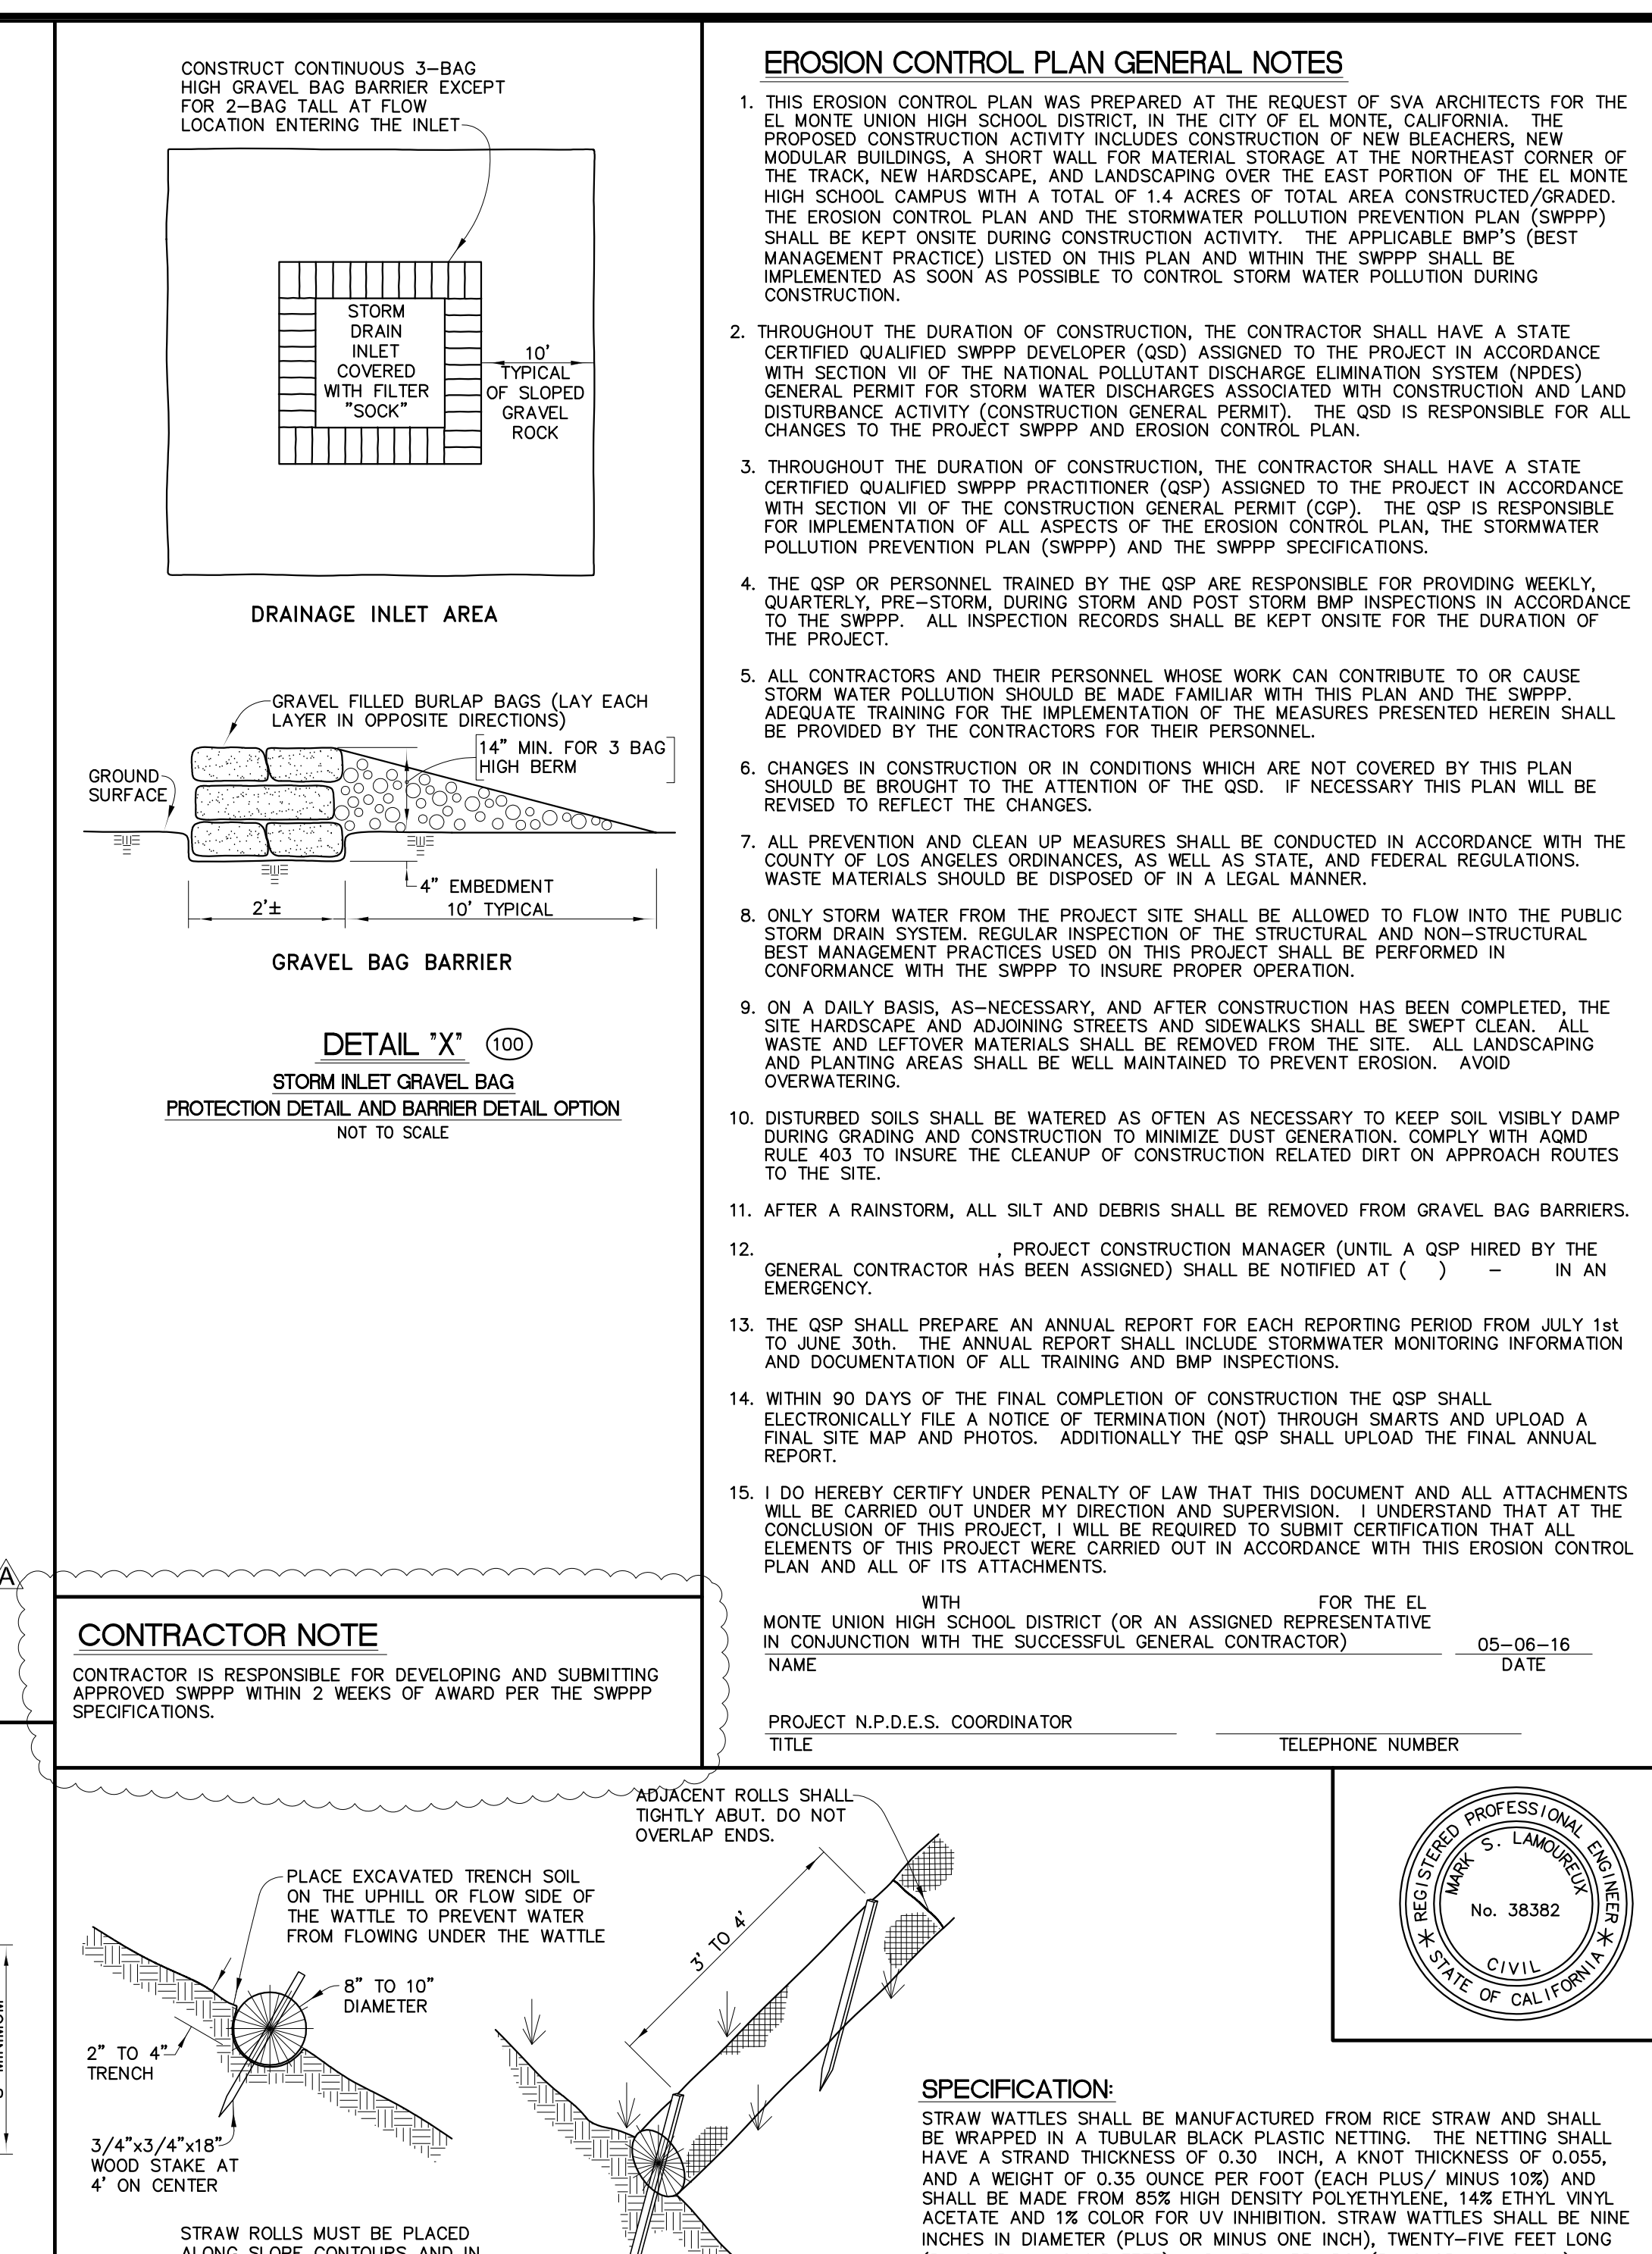 CONSTRUCT CONTINUOUS 3-BAG
HIGH GRAVEL BAG BARRIER EXCEPT
FOR 2-BAG TALL AT FLOW
LOCATION ENTERING THE INLET
STORM
DRAIN
INLET
COVERED
WITH FILTER
"SOCK"
10'
TYPICAL
OF SLOPED
GRAVEL
ROCK
DRAINAGE INLET AREA
GRAVEL FILLED BURLAP BAGS (LAY EACH
LAYER IN OPPOSITE DIRECTIONS)
14" MIN. FOR 3 BAG
HIGH BERM
GROUND
SURFACE
4" EMBEDMENT
2'±
10' TYPICAL
GRAVEL BAG BARRIER
DETAIL "X" 100
STORM INLET GRAVEL BAG
PROTECTION DETAIL AND BARRIER DETAIL OPTION
NOT TO SCALE
A
CONTRACTOR NOTE
CONTRACTOR IS RESPONSIBLE FOR DEVELOPING AND SUBMITTING
APPROVED SWPPP WITHIN 2 WEEKS OF AWARD PER THE SWPPP
SPECIFICATIONS.
EROSION CONTROL PLAN GENERAL NOTES
1. THIS EROSION CONTROL PLAN WAS PREPARED AT THE REQUEST OF SVA ARCHITECTS FOR THE
EL MONTE UNION HIGH SCHOOL DISTRICT, IN THE CITY OF EL MONTE, CALIFORNIA. THE
PROPOSED CONSTRUCTION ACTIVITY INCLUDES CONSTRUCTION OF NEW BLEACHERS, NEW
MODULAR BUILDINGS, A SHORT WALL FOR MATERIAL STORAGE AT THE NORTHEAST CORNER OF
THE TRACK, NEW HARDSCAPE, AND LANDSCAPING OVER THE EAST PORTION OF THE EL MONTE
HIGH SCHOOL CAMPUS WITH A TOTAL OF 1.4 ACRES OF TOTAL AREA CONSTRUCTED/GRADED.
THE EROSION CONTROL PLAN AND THE STORMWATER POLLUTION PREVENTION PLAN (SWPPP)
SHALL BE KEPT ONSITE DURING CONSTRUCTION ACTIVITY. THE APPLICABLE BMP'S (BEST
MANAGEMENT PRACTICE) LISTED ON THIS PLAN AND WITHIN THE SWPPP SHALL BE
IMPLEMENTED AS SOON AS POSSIBLE TO CONTROL STORM WATER POLLUTION DURING
CONSTRUCTION.
2. THROUGHOUT THE DURATION OF CONSTRUCTION, THE CONTRACTOR SHALL HAVE A STATE
CERTIFIED QUALIFIED SWPPP DEVELOPER (QSD) ASSIGNED TO THE PROJECT IN ACCORDANCE
WITH SECTION VII OF THE NATIONAL POLLUTANT DISCHARGE ELIMINATION SYSTEM (NPDES)
GENERAL PERMIT FOR STORM WATER DISCHARGES ASSOCIATED WITH CONSTRUCTION AND LAND
DISTURBANCE ACTIVITY (CONSTRUCTION GENERAL PERMIT). THE QSD IS RESPONSIBLE FOR ALL
CHANGES TO THE PROJECT SWPPP AND EROSION CONTROL PLAN.
3. THROUGHOUT THE DURATION OF CONSTRUCTION, THE CONTRACTOR SHALL HAVE A STATE
CERTIFIED QUALIFIED SWPPP PRACTITIONER (QSP) ASSIGNED TO THE PROJECT IN ACCORDANCE
WITH SECTION VII OF THE CONSTRUCTION GENERAL PERMIT (CGP). THE QSP IS RESPONSIBLE
FOR IMPLEMENTATION OF ALL ASPECTS OF THE EROSION CONTROL PLAN, THE STORMWATER
POLLUTION PREVENTION PLAN (SWPPP) AND THE SWPPP SPECIFICATIONS.
4. THE QSP OR PERSONNEL TRAINED BY THE QSP ARE RESPONSIBLE FOR PROVIDING WEEKLY,
QUARTERLY, PRE-STORM, DURING STORM AND POST STORM BMP INSPECTIONS IN ACCORDANCE
TO THE SWPPP. ALL INSPECTION RECORDS SHALL BE KEPT ONSITE FOR THE DURATION OF
THE PROJECT.
5. ALL CONTRACTORS AND THEIR PERSONNEL WHOSE WORK CAN CONTRIBUTE TO OR CAUSE
STORM WATER POLLUTION SHOULD BE MADE FAMILIAR WITH THIS PLAN AND THE SWPPP.
ADEQUATE TRAINING FOR THE IMPLEMENTATION OF THE MEASURES PRESENTED HEREIN SHALL
BE PROVIDED BY THE CONTRACTORS FOR THEIR PERSONNEL.
6. CHANGES IN CONSTRUCTION OR IN CONDITIONS WHICH ARE NOT COVERED BY THIS PLAN
SHOULD BE BROUGHT TO THE ATTENTION OF THE QSD. IF NECESSARY THIS PLAN WILL BE
REVISED TO REFLECT THE CHANGES.
7. ALL PREVENTION AND CLEAN UP MEASURES SHALL BE CONDUCTED IN ACCORDANCE WITH THE
COUNTY OF LOS ANGELES ORDINANCES, AS WELL AS STATE, AND FEDERAL REGULATIONS.
WASTE MATERIALS SHOULD BE DISPOSED OF IN A LEGAL MANNER.
8. ONLY STORM WATER FROM THE PROJECT SITE SHALL BE ALLOWED TO FLOW INTO THE PUBLIC
STORM DRAIN SYSTEM. REGULAR INSPECTION OF THE STRUCTURAL AND NON-STRUCTURAL
BEST MANAGEMENT PRACTICES USED ON THIS PROJECT SHALL BE PERFORMED IN
CONFORMANCE WITH THE SWPPP TO INSURE PROPER OPERATION.
9. ON A DAILY BASIS, AS-NECESSARY, AND AFTER CONSTRUCTION HAS BEEN COMPLETED, THE
SITE HARDSCAPE AND ADJOINING STREETS AND SIDEWALKS SHALL BE SWEPT CLEAN. ALL
WASTE AND LEFTOVER MATERIALS SHALL BE REMOVED FROM THE SITE. ALL LANDSCAPING
AND PLANTING AREAS SHALL BE WELL MAINTAINED TO PREVENT EROSION. AVOID
OVERWATERING.
10. DISTURBED SOILS SHALL BE WATERED AS OFTEN AS NECESSARY TO KEEP SOIL VISIBLY DAMP
DURING GRADING AND CONSTRUCTION TO MINIMIZE DUST GENERATION. COMPLY WITH AQMD
RULE 403 TO INSURE THE CLEANUP OF CONSTRUCTION RELATED DIRT ON APPROACH ROUTES
TO THE SITE.
11. AFTER A RAINSTORM, ALL SILT AND DEBRIS SHALL BE REMOVED FROM GRAVEL BAG BARRIERS.
12. , PROJECT CONSTRUCTION MANAGER (UNTIL A QSP HIRED BY THE
GENERAL CONTRACTOR HAS BEEN ASSIGNED) SHALL BE NOTIFIED AT ( ) - IN AN
EMERGENCY.
13. THE QSP SHALL PREPARE AN ANNUAL REPORT FOR EACH REPORTING PERIOD FROM JULY 1st
TO JUNE 30th. THE ANNUAL REPORT SHALL INCLUDE STORMWATER MONITORING INFORMATION
AND DOCUMENTATION OF ALL TRAINING AND BMP INSPECTIONS.
14. WITHIN 90 DAYS OF THE FINAL COMPLETION OF CONSTRUCTION THE QSP SHALL
ELECTRONICALLY FILE A NOTICE OF TERMINATION (NOT) THROUGH SMARTS AND UPLOAD A
FINAL SITE MAP AND PHOTOS. ADDITIONALLY THE QSP SHALL UPLOAD THE FINAL ANNUAL
REPORT.
15. I DO HEREBY CERTIFY UNDER PENALTY OF LAW THAT THIS DOCUMENT AND ALL ATTACHMENTS
WILL BE CARRIED OUT UNDER MY DIRECTION AND SUPERVISION. I UNDERSTAND THAT AT THE
CONCLUSION OF THIS PROJECT, I WILL BE REQUIRED TO SUBMIT CERTIFICATION THAT ALL
ELEMENTS OF THIS PROJECT WERE CARRIED OUT IN ACCORDANCE WITH THIS EROSION CONTROL
PLAN AND ALL OF ITS ATTACHMENTS.
WITH FOR THE EL
MONTE UNION HIGH SCHOOL DISTRICT (OR AN ASSIGNED REPRESENTATIVE
IN CONJUNCTION WITH THE SUCCESSFUL GENERAL CONTRACTOR) 05-06-16
NAME DATE
PROJECT N.P.D.E.S. COORDINATOR
TITLE TELEPHONE NUMBER
ADJACENT ROLLS SHALL
TIGHTLY ABUT. DO NOT
OVERLAP ENDS.
PLACE EXCAVATED TRENCH SOIL
ON THE UPHILL OR FLOW SIDE OF
THE WATTLE TO PREVENT WATER
FROM FLOWING UNDER THE WATTLE
3' TO 4'
8" TO 10"
DIAMETER
2" TO 4"
TRENCH
3/4"x3/4"x18"
WOOD STAKE AT
4' ON CENTER
STRAW ROLLS MUST BE PLACED
ALONG SLOPE CONTOURS AND IN
REGISTERED PROFESSIONAL ENGINEER
MARK S. LAMOUREUX
No. 38382
CIVIL
STATE OF CALIFORNIA
SPECIFICATION:
STRAW WATTLES SHALL BE MANUFACTURED FROM RICE STRAW AND SHALL
BE WRAPPED IN A TUBULAR BLACK PLASTIC NETTING. THE NETTING SHALL
HAVE A STRAND THICKNESS OF 0.30 INCH, A KNOT THICKNESS OF 0.055,
AND A WEIGHT OF 0.35 OUNCE PER FOOT (EACH PLUS/ MINUS 10%) AND
SHALL BE MADE FROM 85% HIGH DENSITY POLYETHYLENE, 14% ETHYL VINYL
ACETATE AND 1% COLOR FOR UV INHIBITION. STRAW WATTLES SHALL BE NINE
INCHES IN DIAMETER (PLUS OR MINUS ONE INCH), TWENTY-FIVE FEET LONG